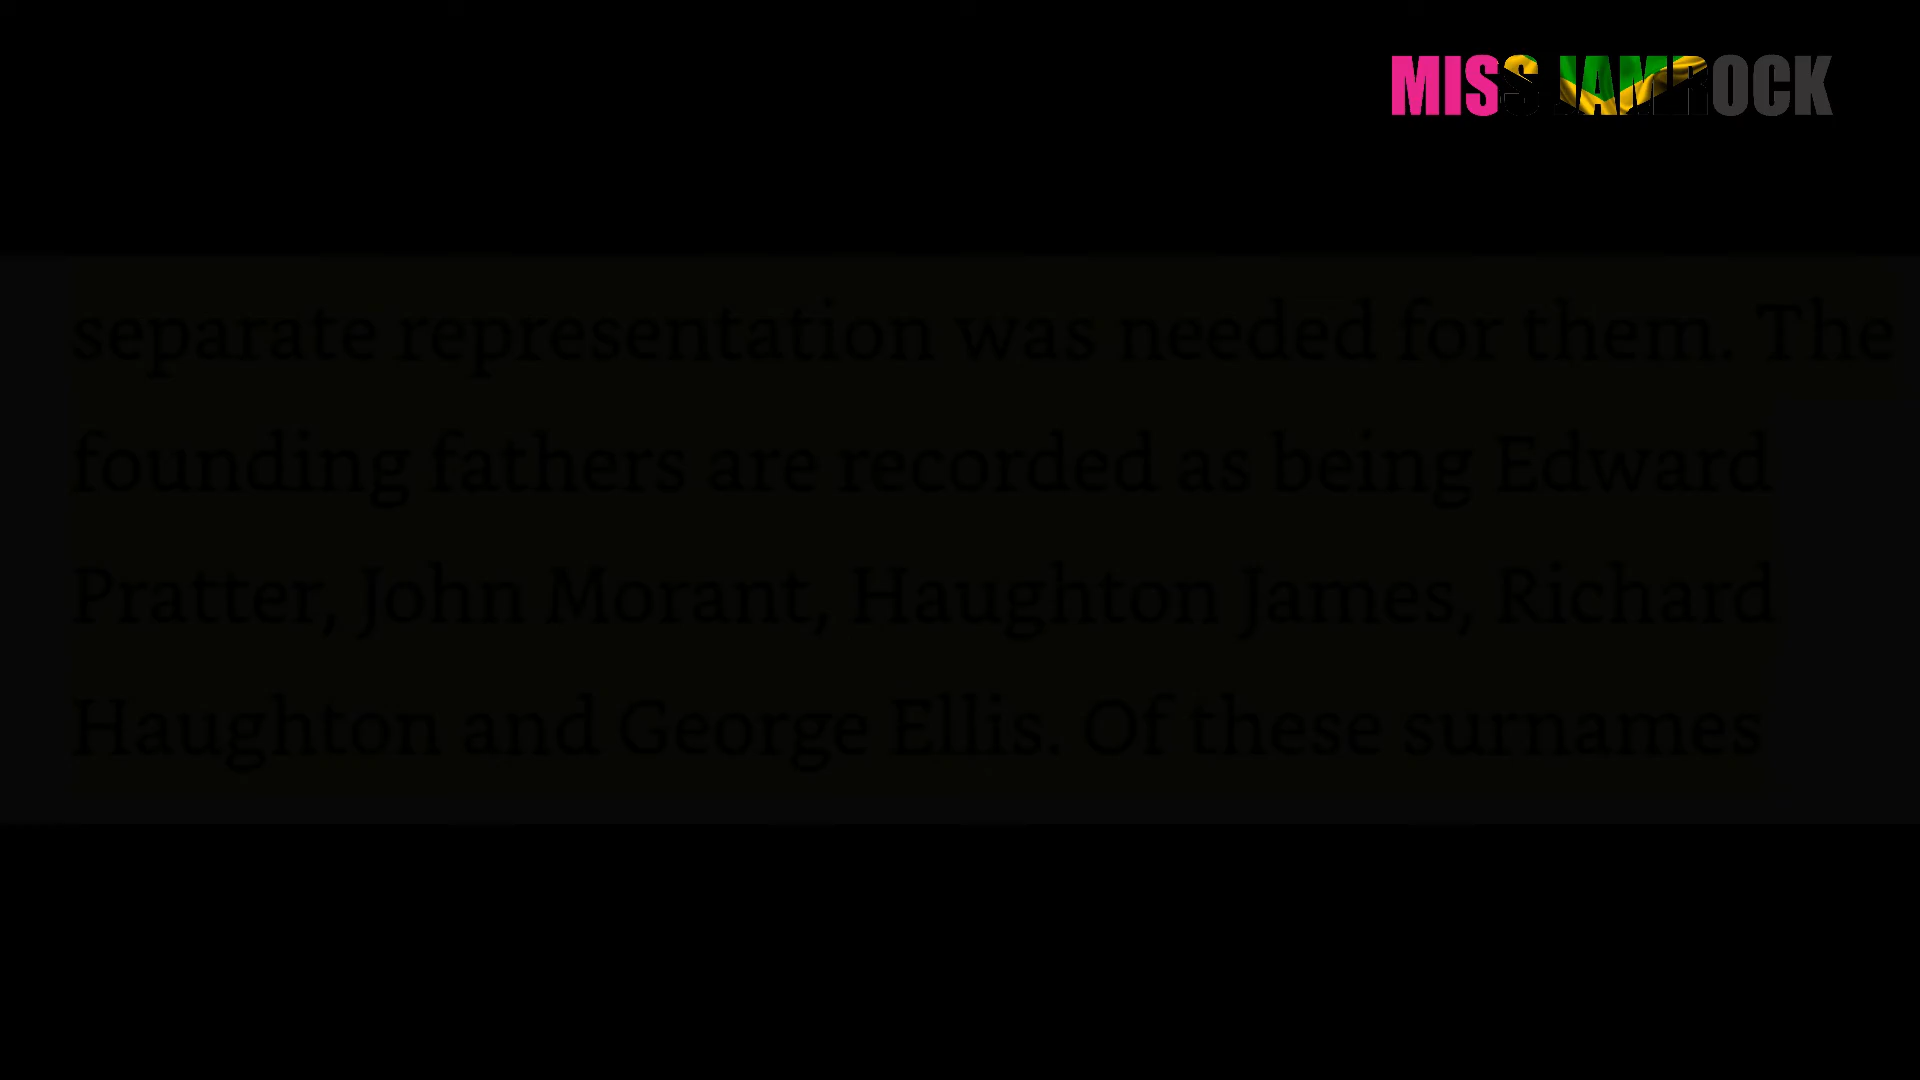 MISS JAMROCK
separate representation was needed for them. The
founding fathers are recorded as being Edward
Pratter, John Morant, Haughton James, Richard
Haughton and George Ellis. Of these surnames